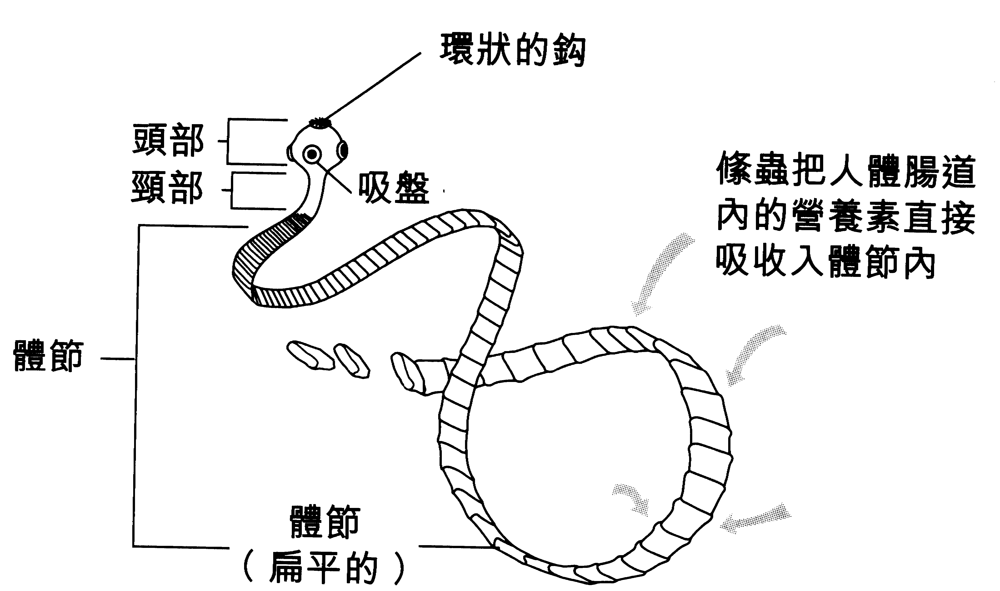 環狀的鈎
頭部
頸部
吸盤
絛蟲把人體腸道
內的營養素直接
吸收入體節內
體節
體節
(扁平的)